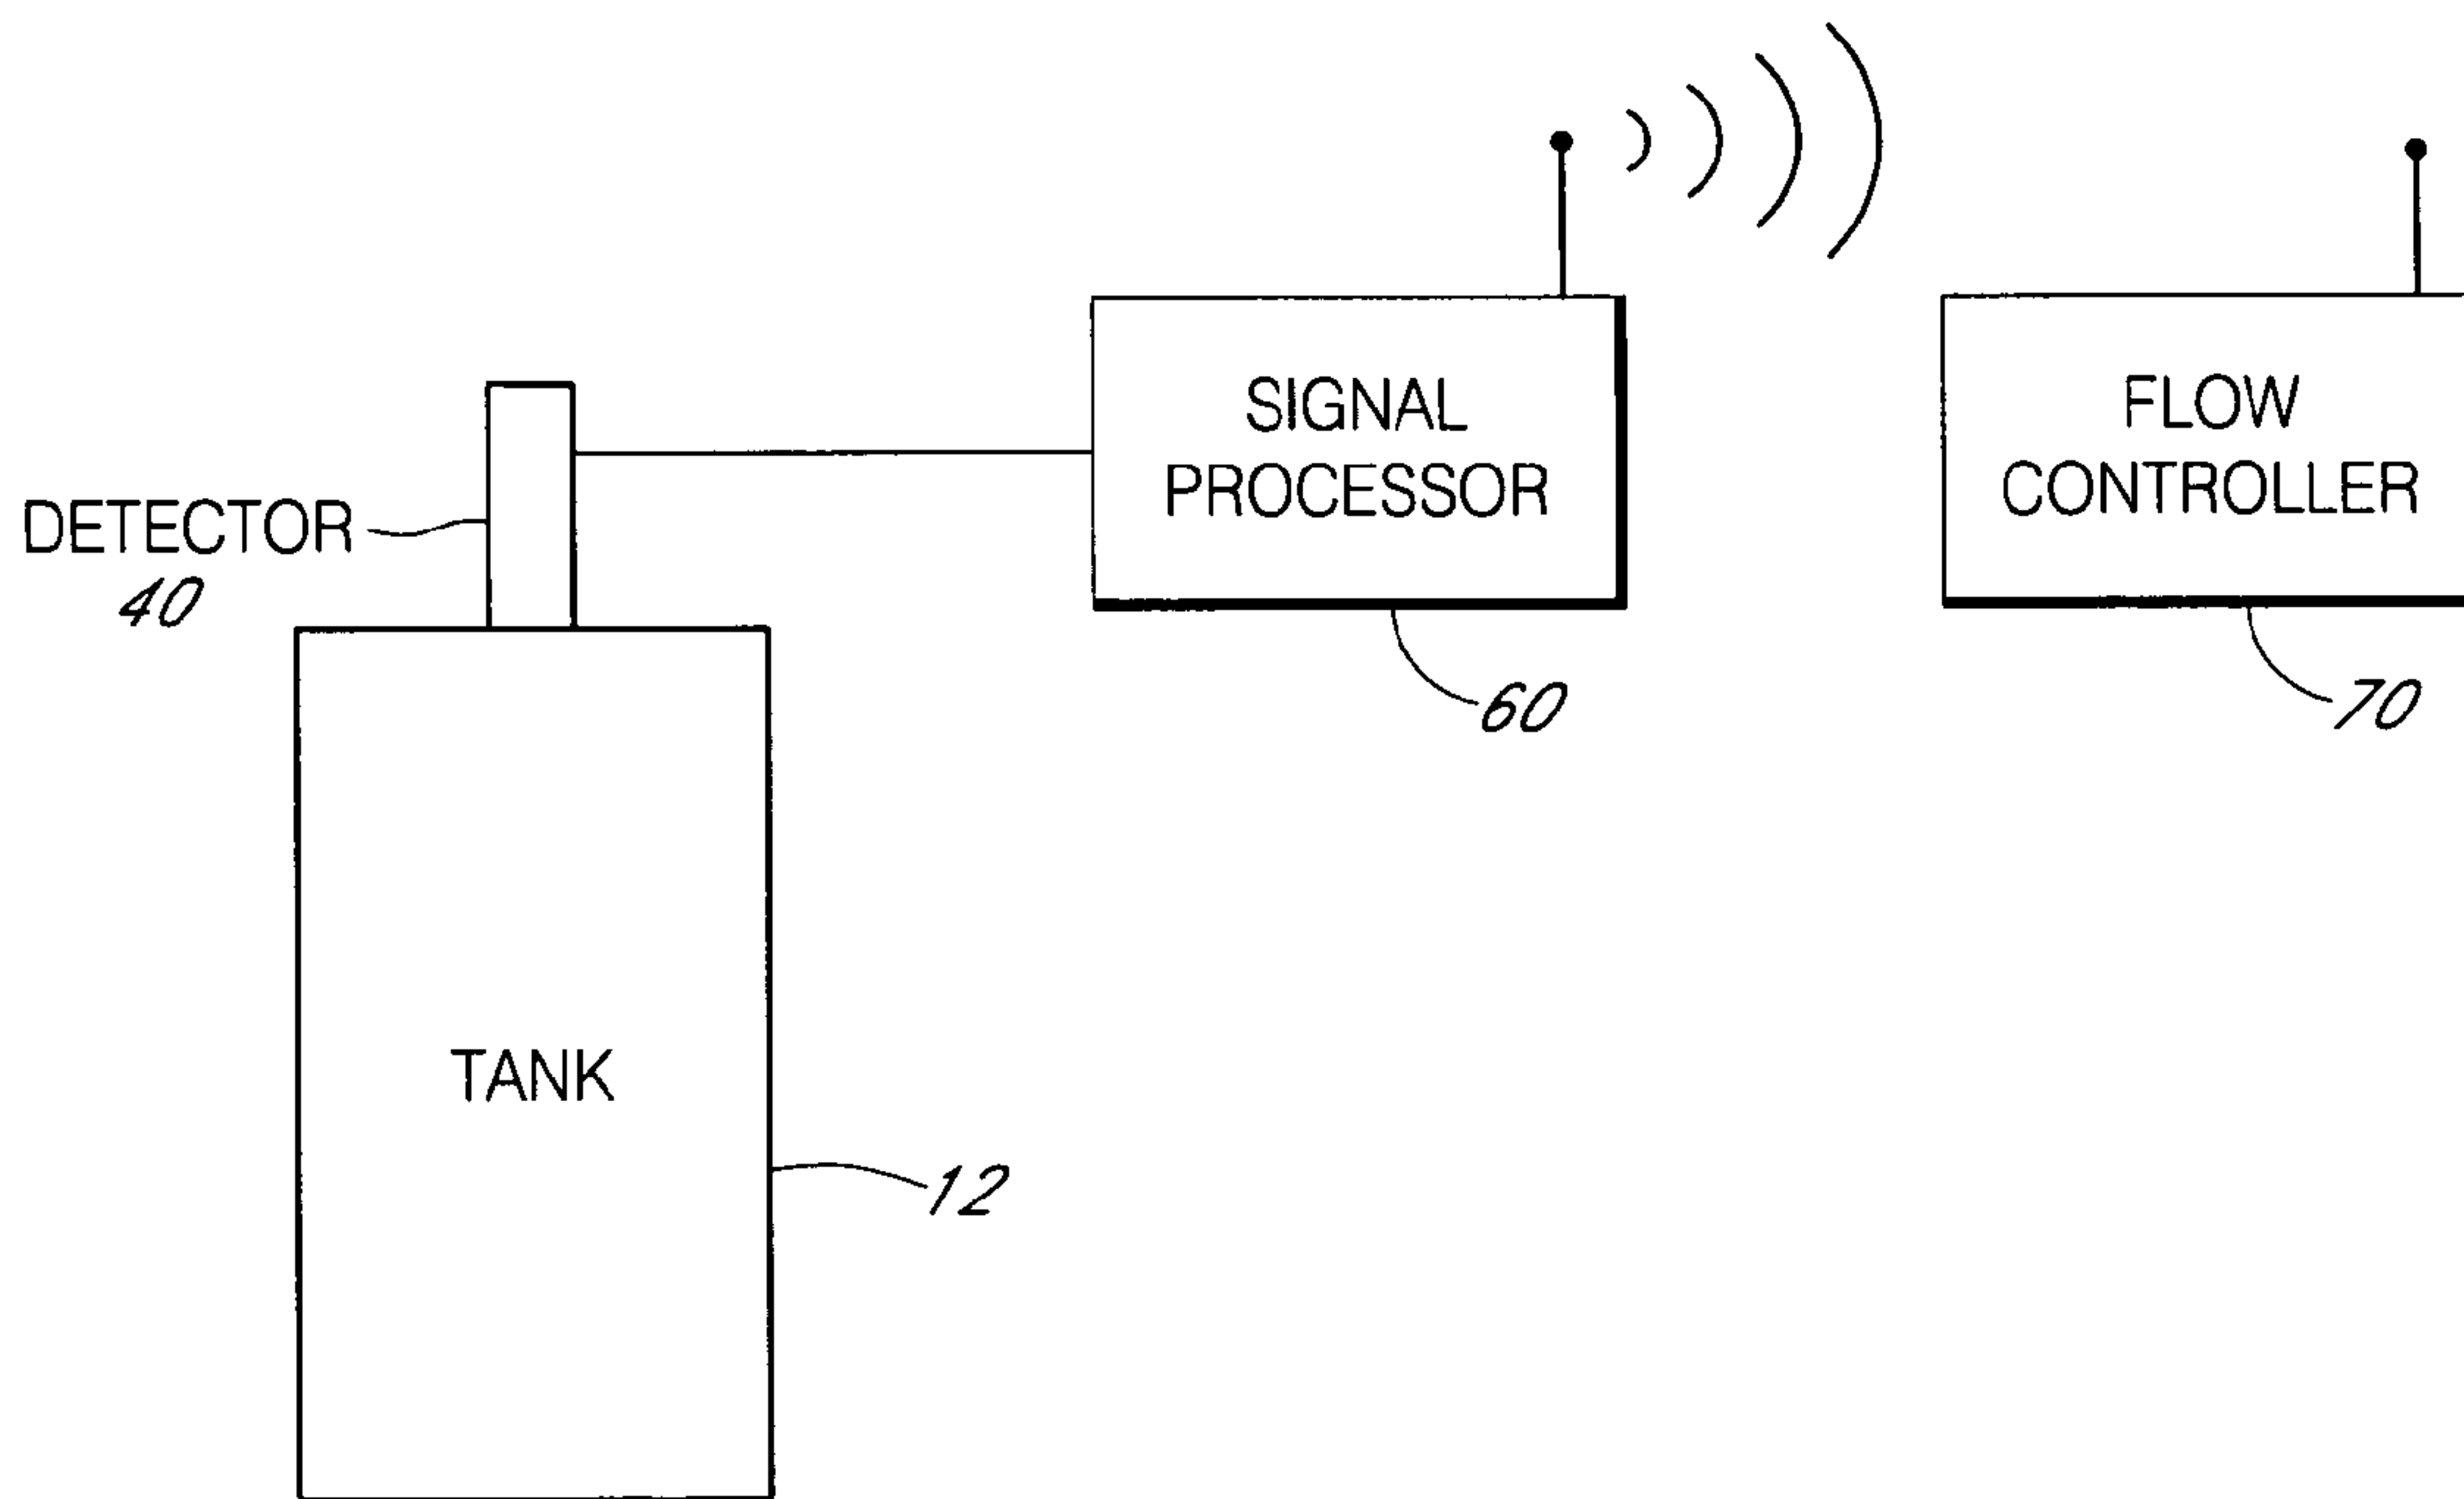 SIGNAL
PROCESSOR
FLOW
CONTROLLER
DETECTOR
40
60
70
TANK
12